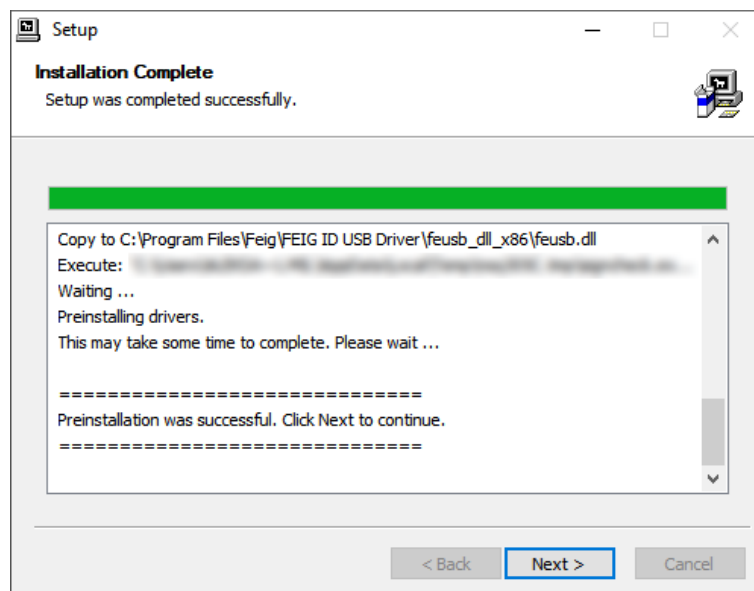 Setup
Installation Complete
Setup was completed successfully.
Copy to C:\Program Files\Feig\FEIG ID USB Driver\feusb_dll_x86\feusb.dll
Execute:
Waiting ...
Preinstalling drivers.
This may take some time to complete. Please wait ...
==============================
Preinstallation was successful. Click Next to continue.
==============================
< Back
Next >
Cancel